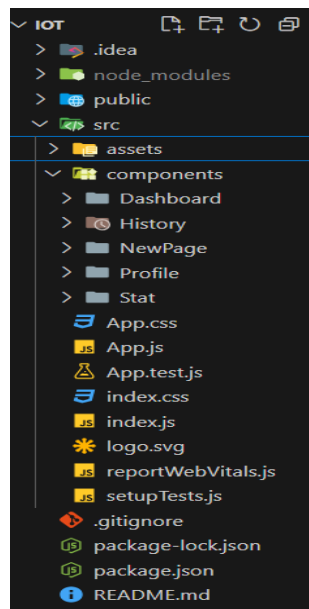 IOT
.idea
node_modules
public
src
assets
components
Dashboard
History
NewPage
Profile
Stat
App.css
App.js
App.test.js
index.css
index.js
logo.svg
reportWebVitals.js
setupTests.js
.gitignore
package-lock.json
package.json
README.md